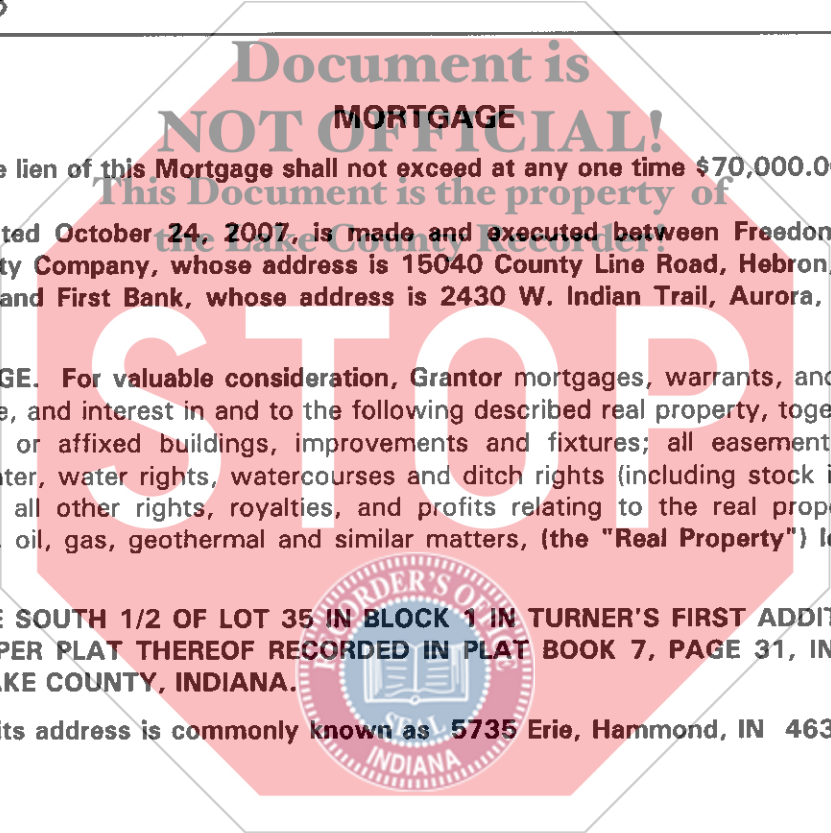 Document is
NOT OFFICIAL!
MORTGAGE
lien of this Mortgage shall not exceed at any one time $70,000.0
This Document is the property of
the Lake County Recorder!
ted October 24, 2007, is made and executed between Freedom
ty Company, whose address is 15040 County Line Road, Hebron,
and First Bank, whose address is 2430 W. Indian Trail, Aurora,
STOP
GE. For valuable consideration, Grantor mortgages, warrants, and
e, and interest in and to the following described real property, toge
or affixed buildings, improvements and fixtures; all easement
ter, water rights, watercourses and ditch rights (including stock i
all other rights, royalties, and profits relating to the real prope
oil, gas, geothermal and similar matters, (the "Real Property") l
E SOUTH 1/2 OF LOT 35 IN BLOCK 1 IN TURNER'S FIRST ADDIT
PER PLAT THEREOF RECORDED IN PLAT BOOK 7, PAGE 31, IN
AKE COUNTY, INDIANA.
its address is commonly known as 5735 Erie, Hammond, IN 463
RECORDER'S OFFICE
SEAL
INDIANA